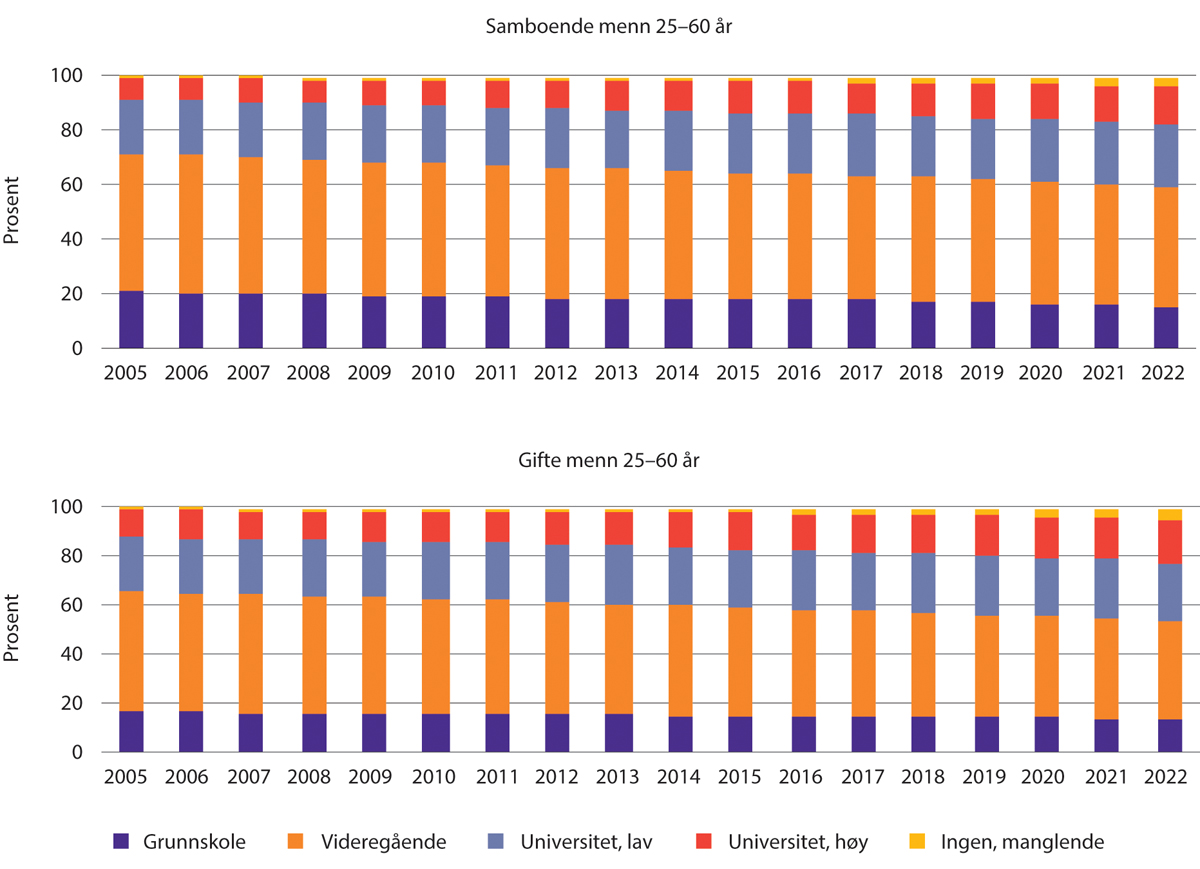 Samboende menn 25–60 år
Prosent
100
80
60
40
20
0
2005 2006 2007 2008 2009 2010 2011 2012 2013 2014 2015 2016 2017 2018 2019 2020 2021 2022
Gifte menn 25–60 år
Prosent
100
80
60
40
20
0
2005 2006 2007 2008 2009 2010 2011 2012 2013 2014 2015 2016 2017 2018 2019 2020 2021 2022
Grunnskole Videregående Universitet, lav Universitet, høy Ingen, manglende